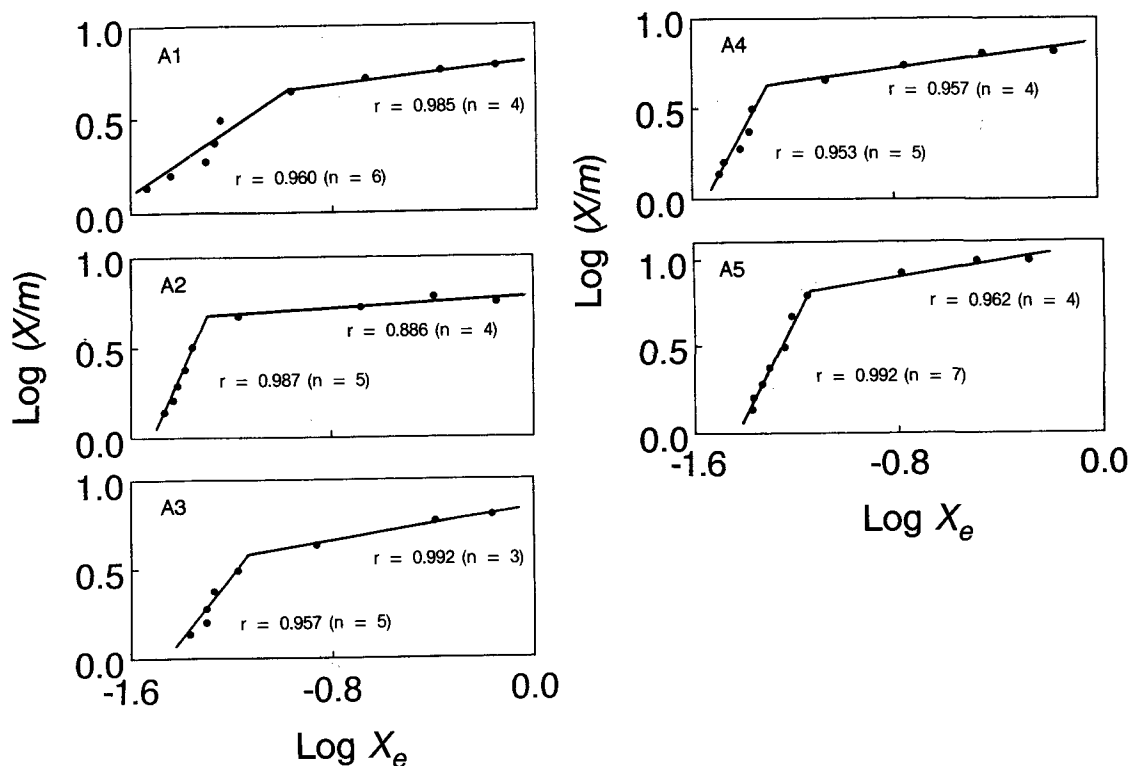 1.0
A1
0.5
r = 0.985 (n = 4)
r = 0.960 (n = 6)
0.0
1.0
A2
0.5
r = 0.886 (n = 4)
r = 0.987 (n = 5)
0.0
1.0
A3
0.5
r = 0.992 (n = 3)
r = 0.957 (n = 5)
0.0
-1.6
-0.8
0.0
Log (X/m)
Log Xe
1.0
A4
0.5
r = 0.957 (n = 4)
r = 0.953 (n = 5)
0.0
1.0
A5
0.5
r = 0.962 (n = 4)
r = 0.992 (n = 7)
0.0
-1.6
-0.8
0.0
Log (X/m)
Log Xe